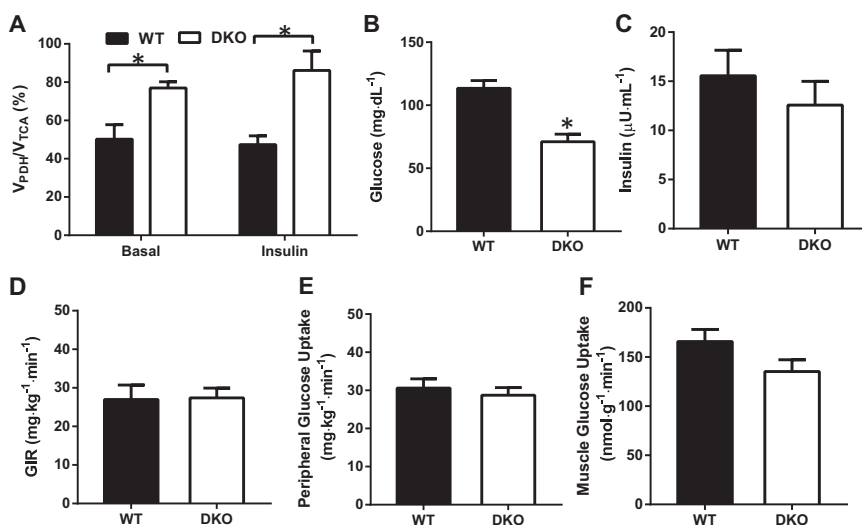 A
WT
DKO
*
*
V_PDH/V_TCA (%)
100
80
60
40
20
0
Basal
Insulin
B
Glucose (mg·dL⁻¹)
150
100
50
0
*
WT
DKO
C
Insulin (μU·mL⁻¹)
20
15
10
5
0
WT
DKO
D
GIR (mg·kg⁻¹·min⁻¹)
50
40
30
20
10
0
WT
DKO
E
Peripheral Glucose Uptake
(mg·kg⁻¹·min⁻¹)
50
40
30
20
10
0
WT
DKO
F
Muscle Glucose Uptake
(nmol·g⁻¹·min⁻¹)
200
150
100
50
0
WT
DKO